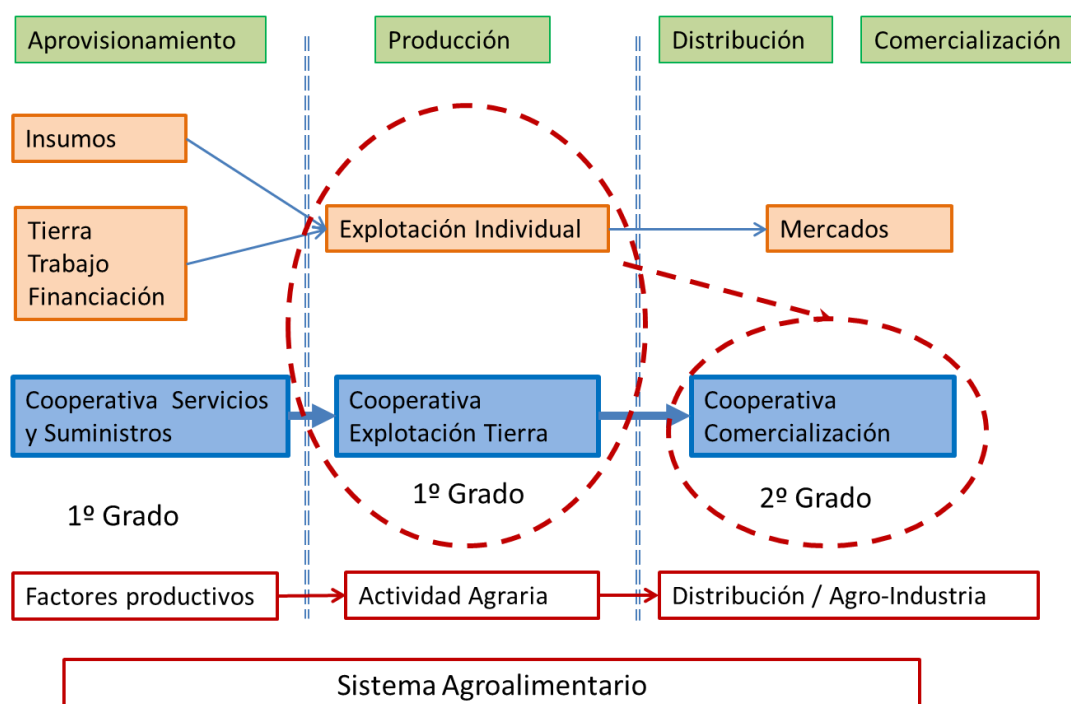 Aprovisionamiento
Producción
Distribución
Comercialización
Insumos
Tierra
Trabajo
Financiación
Explotación Individual
Mercados
Cooperativa Servicios
y Suministros
Cooperativa
Explotación Tierra
Cooperativa
Comercialización
1º Grado
1º Grado
2º Grado
Factores productivos
Actividad Agraria
Distribución / Agro-Industria
Sistema Agroalimentario